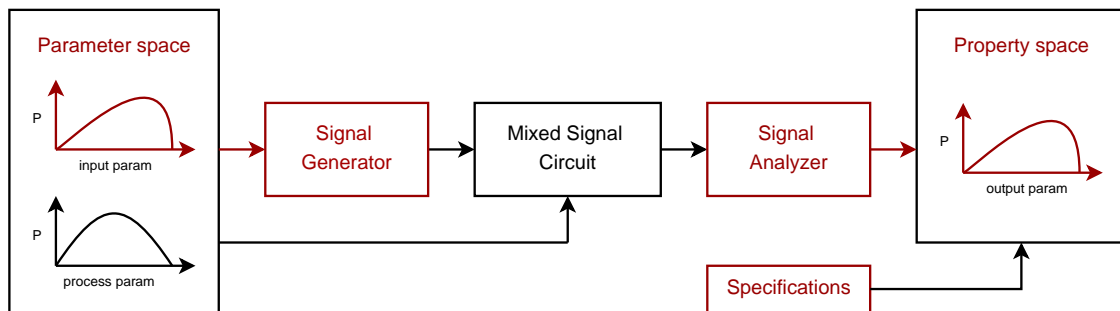 Parameter space
P
input param
P
process param
Signal
Generator
Mixed Signal
Circuit
Signal
Analyzer
Property space
P
output param
Specifications